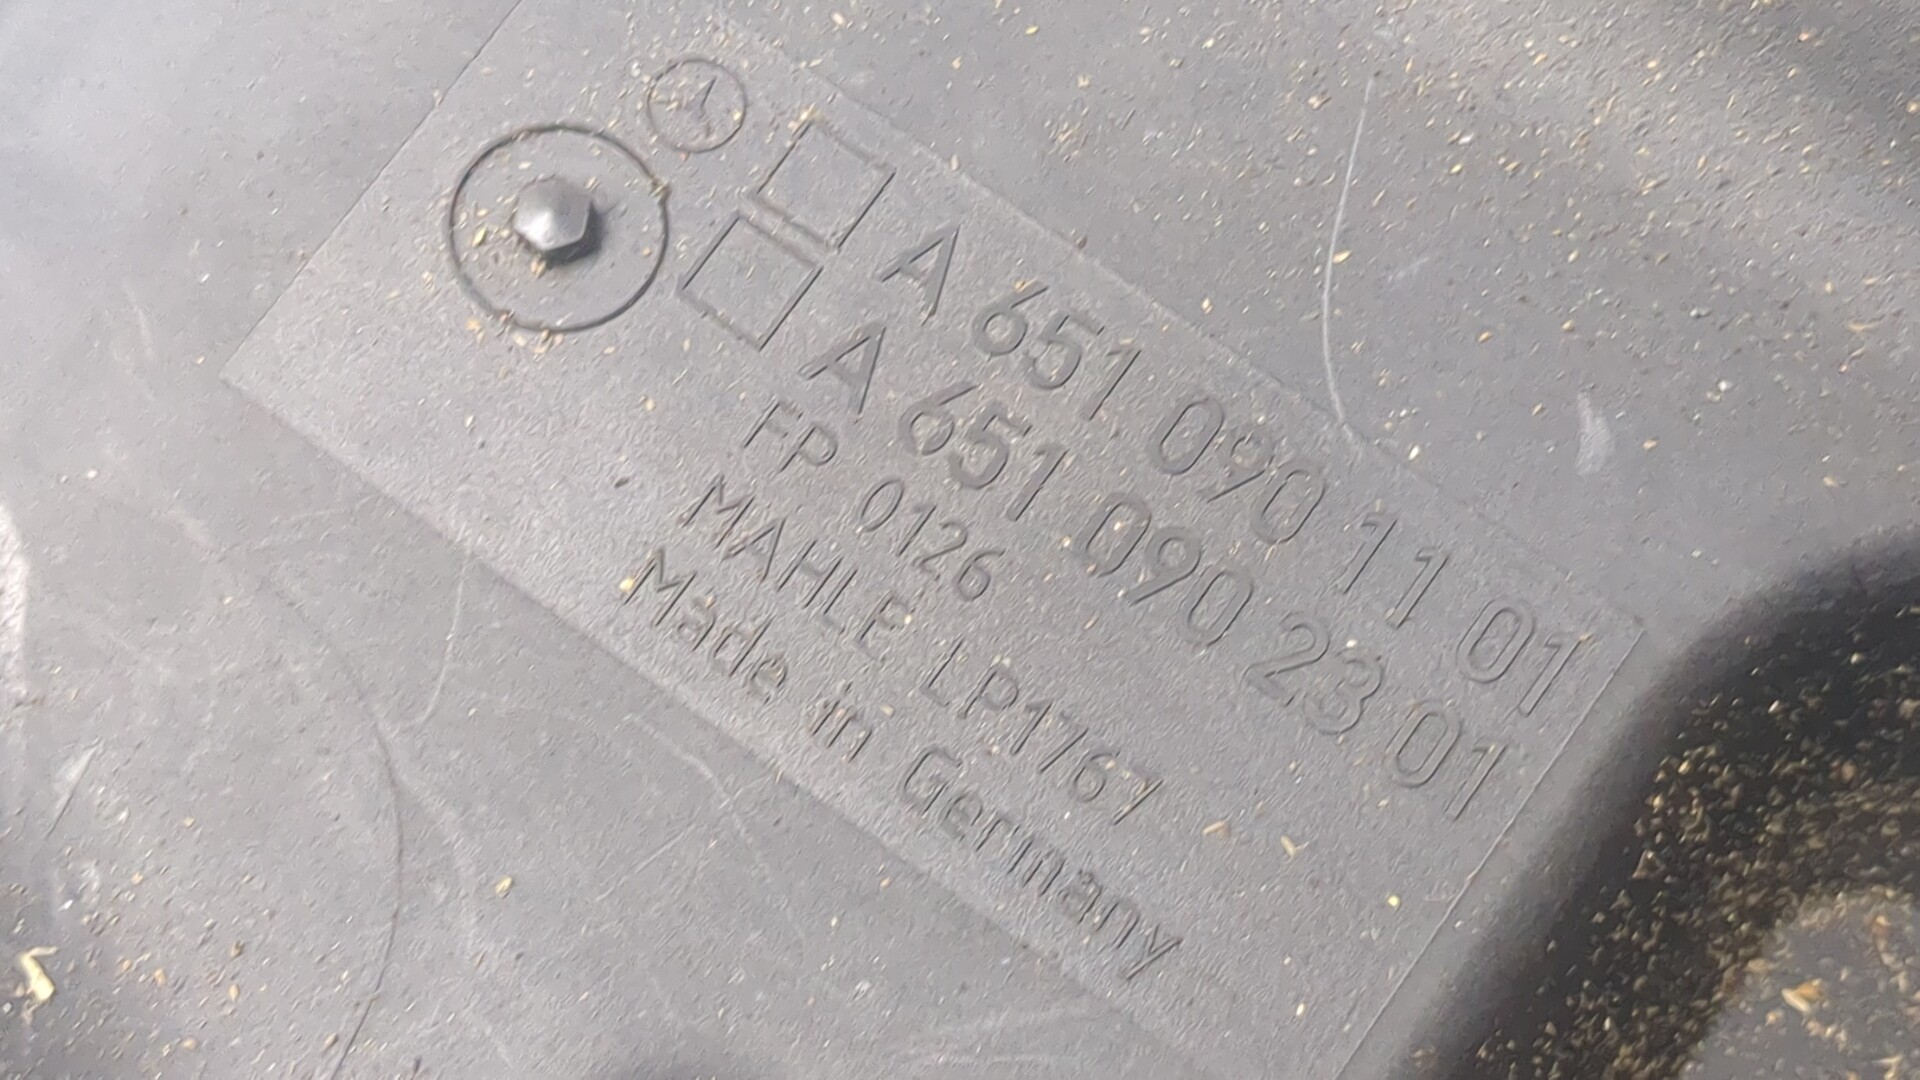 A 651 090 11 01
A 651 090 23 01
FP 0126
MAHLE LP1767
Made in Germany